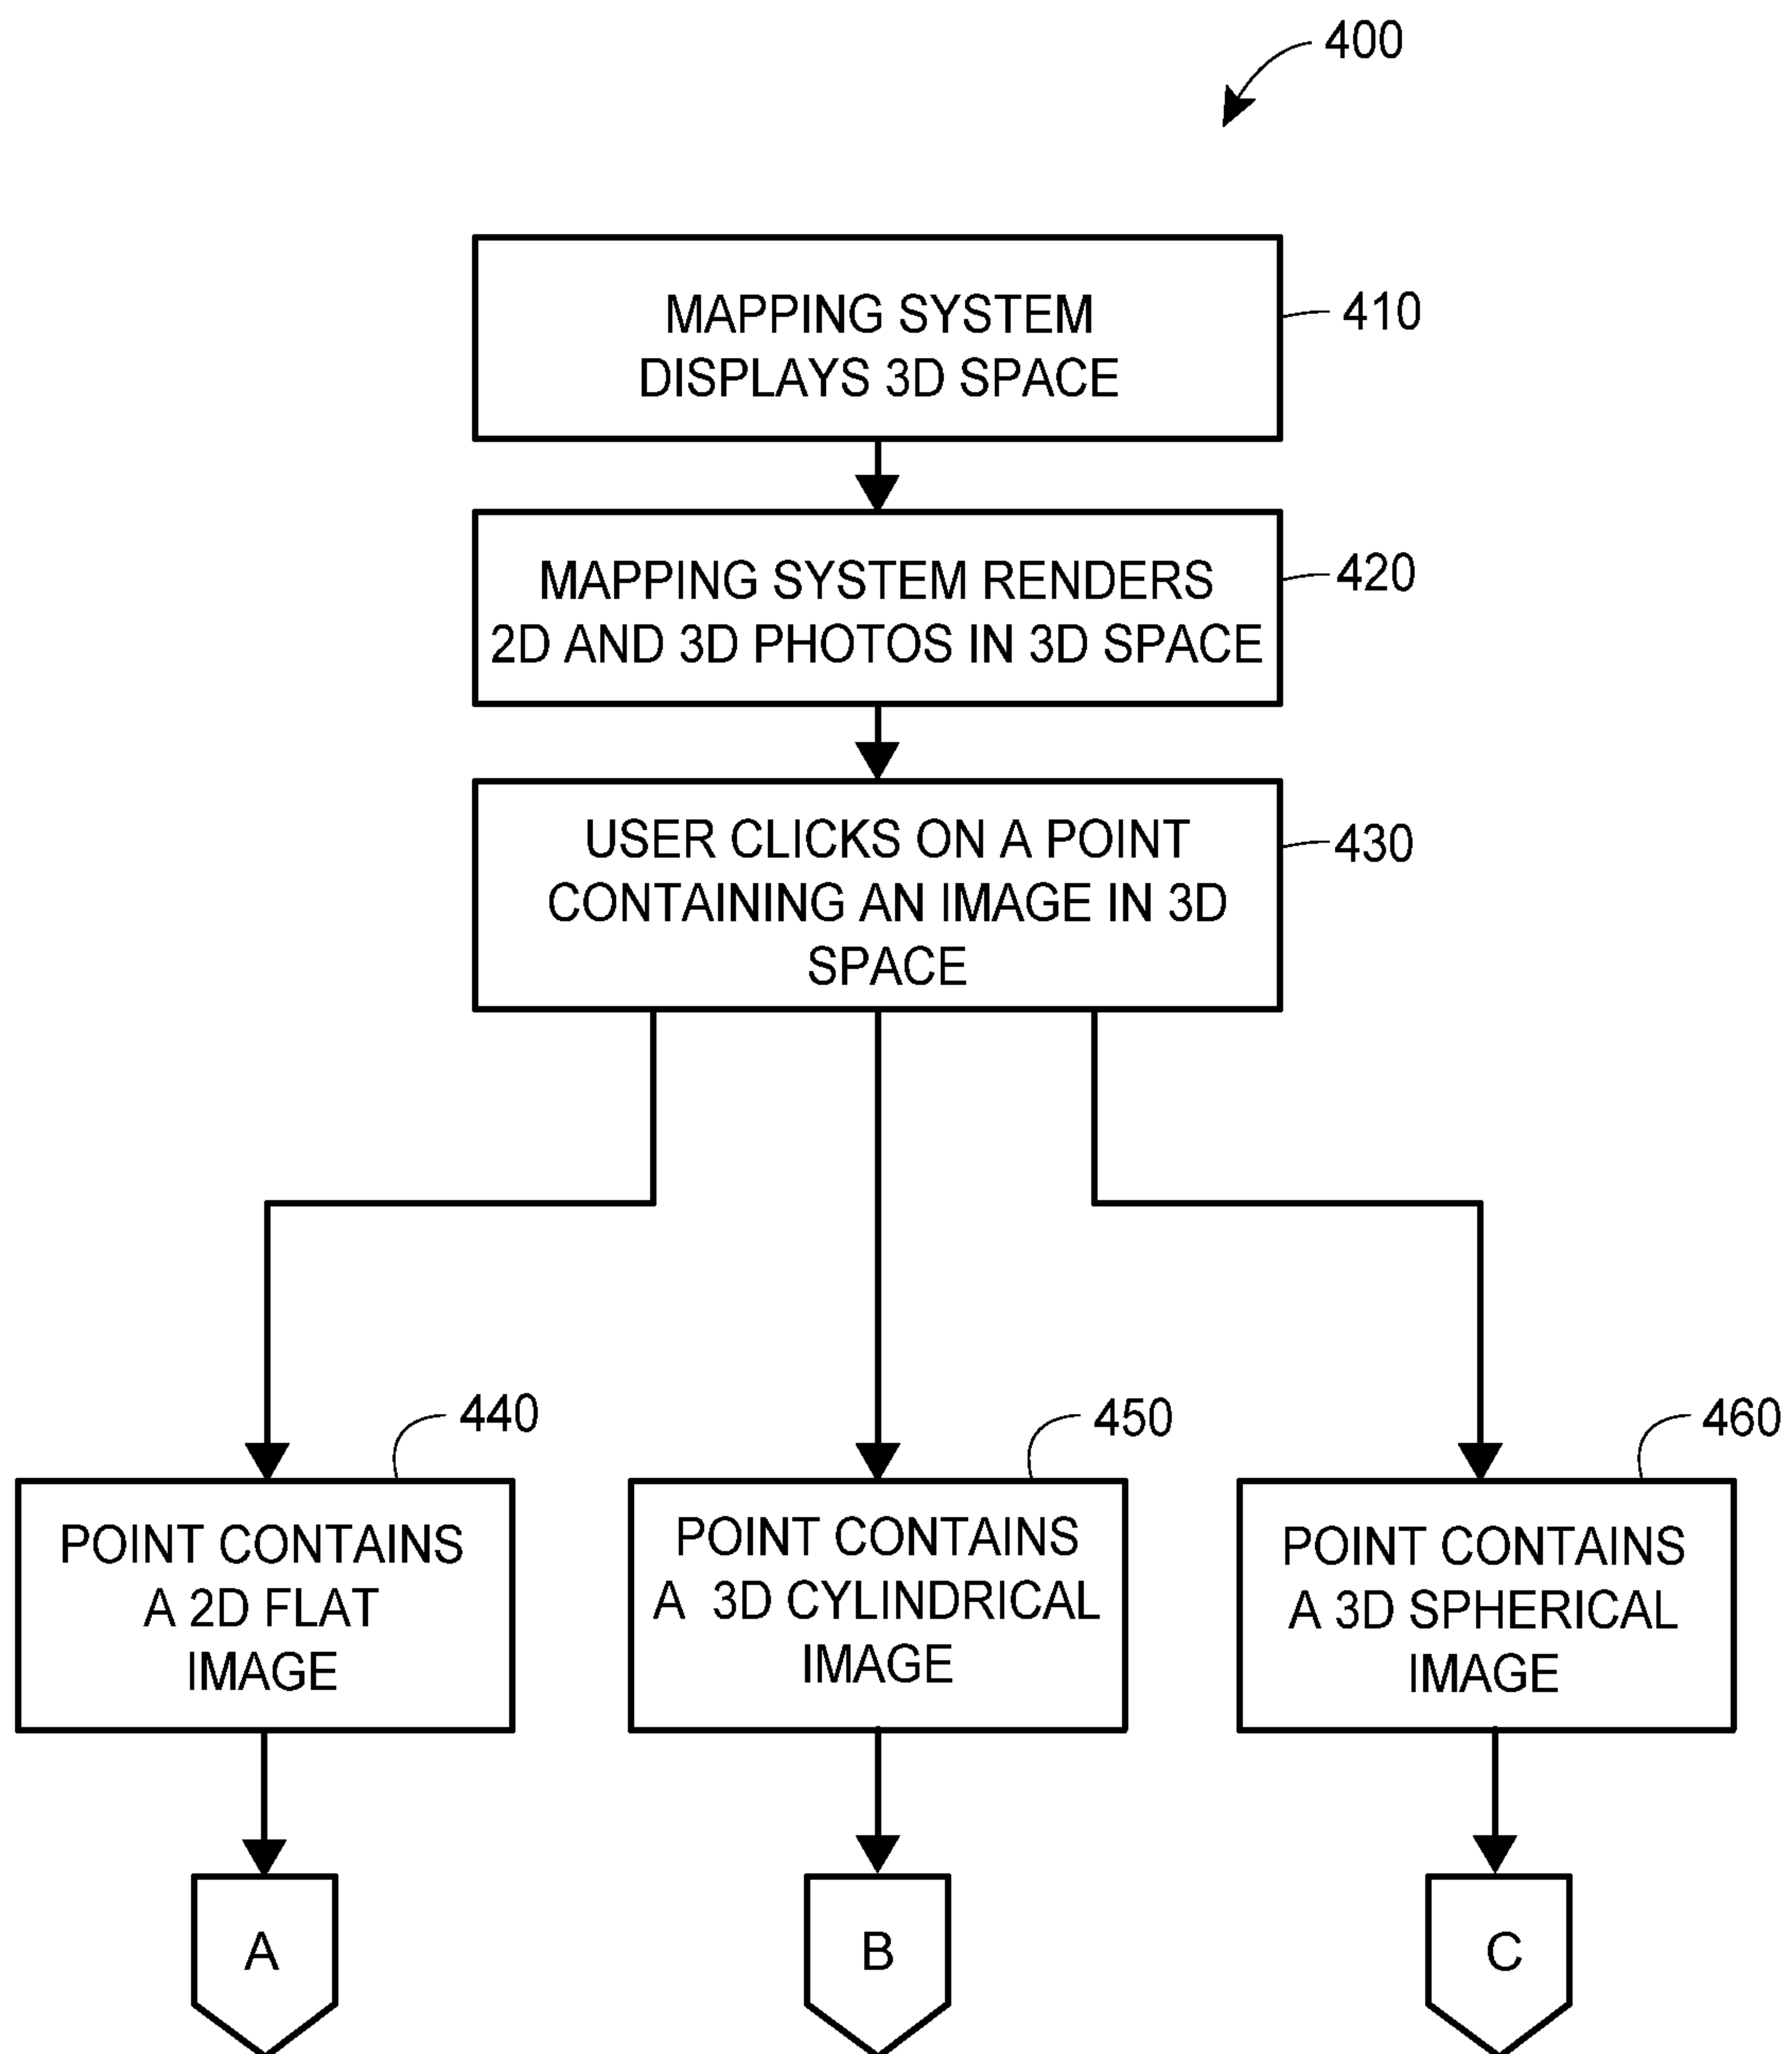 400
MAPPING SYSTEM
DISPLAYS 3D SPACE
410
MAPPING SYSTEM RENDERS
2D AND 3D PHOTOS IN 3D SPACE
420
USER CLICKS ON A POINT
CONTAINING AN IMAGE IN 3D
SPACE
430
440
POINT CONTAINS
A 2D FLAT
IMAGE
450
POINT CONTAINS
A 3D CYLINDRICAL
IMAGE
460
POINT CONTAINS
A 3D SPHERICAL
IMAGE
A
B
C